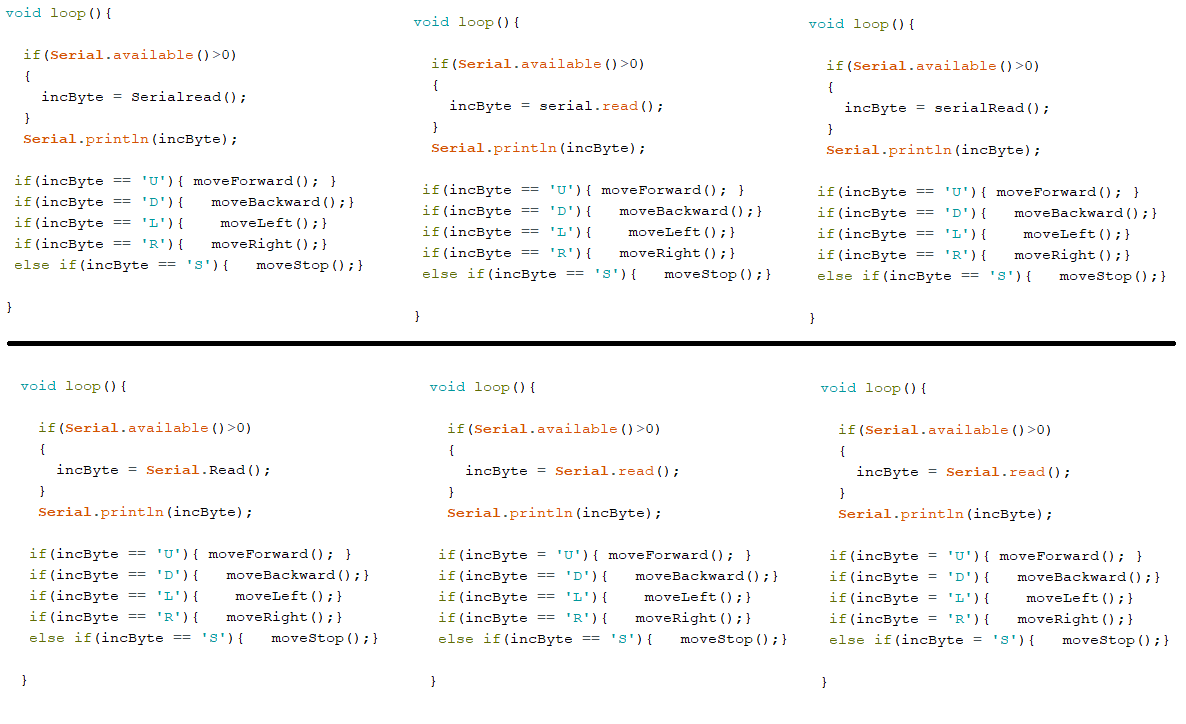 void loop(){
if(Serial.available()>0)
{
incByte = Serialread();
}
Serial.println(incByte);
if(incByte == 'U'){ moveForward(); }
if(incByte == 'D'){   moveBackward();}
if(incByte == 'L'){    moveLeft();}
if(incByte == 'R'){   moveRight();}
else if(incByte == 'S'){   moveStop();}
}
void loop(){
if(Serial.available()>0)
{
incByte = serial.read();
}
Serial.println(incByte);
if(incByte == 'U'){ moveForward(); }
if(incByte == 'D'){   moveBackward();}
if(incByte == 'L'){    moveLeft();}
if(incByte == 'R'){   moveRight();}
else if(incByte == 'S'){   moveStop();}
}
void loop(){
if(Serial.available()>0)
{
incByte = serialRead();
}
Serial.println(incByte);
if(incByte == 'U'){ moveForward(); }
if(incByte == 'D'){   moveBackward();}
if(incByte == 'L'){    moveLeft();}
if(incByte == 'R'){   moveRight();}
else if(incByte == 'S'){   moveStop();}
}
void loop(){
if(Serial.available()>0)
{
incByte = Serial.Read();
}
Serial.println(incByte);
if(incByte == 'U'){ moveForward(); }
if(incByte == 'D'){   moveBackward();}
if(incByte == 'L'){    moveLeft();}
if(incByte == 'R'){   moveRight();}
else if(incByte == 'S'){   moveStop();}
}
void loop(){
if(Serial.available()>0)
{
incByte = Serial.read();
}
Serial.println(incByte);
if(incByte = 'U'){ moveForward(); }
if(incByte == 'D'){   moveBackward();}
if(incByte == 'L'){    moveLeft();}
if(incByte == 'R'){   moveRight();}
else if(incByte == 'S'){   moveStop();}
}
void loop(){
if(Serial.available()>0)
{
incByte = Serial.read();
}
Serial.println(incByte);
if(incByte = 'U'){ moveForward(); }
if(incByte = 'D'){   moveBackward();}
if(incByte = 'L'){    moveLeft();}
if(incByte = 'R'){   moveRight();}
else if(incByte = 'S'){   moveStop();}
}